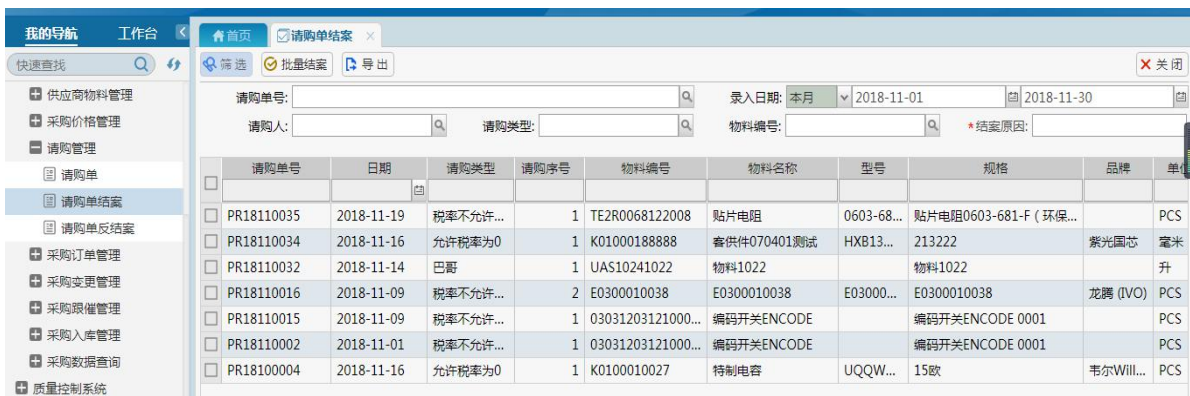 我的导航 工作台
首页 请购单结案
快速查找
筛选 批量结案 导出 关闭
供应商物料管理
采购价格管理
请购管理
请购单
请购单结案
请购单反结案
采购订单管理
采购变更管理
采购跟催管理
采购入库管理
采购数据查询
质量控制系统
请购单号: 录入日期: 本月 2018-11-01 2018-11-30
请购人: 请购类型: 物料编号: *结案原因:
请购单号 日期 请购类型 请购序号 物料编号 物料名称 型号 规格 品牌
PR18110035 2018-11-19 税率不允许... 1 TE2R0068122008 贴片电阻 0603-68... 贴片电阻0603-681-F ( 环保... PCS
PR18110034 2018-11-16 允许税率为0 1 K01000188888 客供件070401测试 HXB13... 213222 紫光国芯 毫米
PR18110032 2018-11-14 巴哥 1 UAS10241022 物料1022 物料1022 升
PR18110016 2018-11-09 税率不允许... 2 E0300010038 E0300010038 E03000... E0300010038 龙腾 (IVO) PCS
PR18110015 2018-11-09 税率不允许... 1 03031203121000... 编码开关ENCODE 编码开关ENCODE 0001 PCS
PR18110002 2018-11-01 税率不允许... 1 03031203121000... 编码开关ENCODE 编码开关ENCODE 0001 PCS
PR18100004 2018-11-16 允许税率为0 1 K0100010027 特制电容 UQQW... 15欧 韦尔Will... PCS